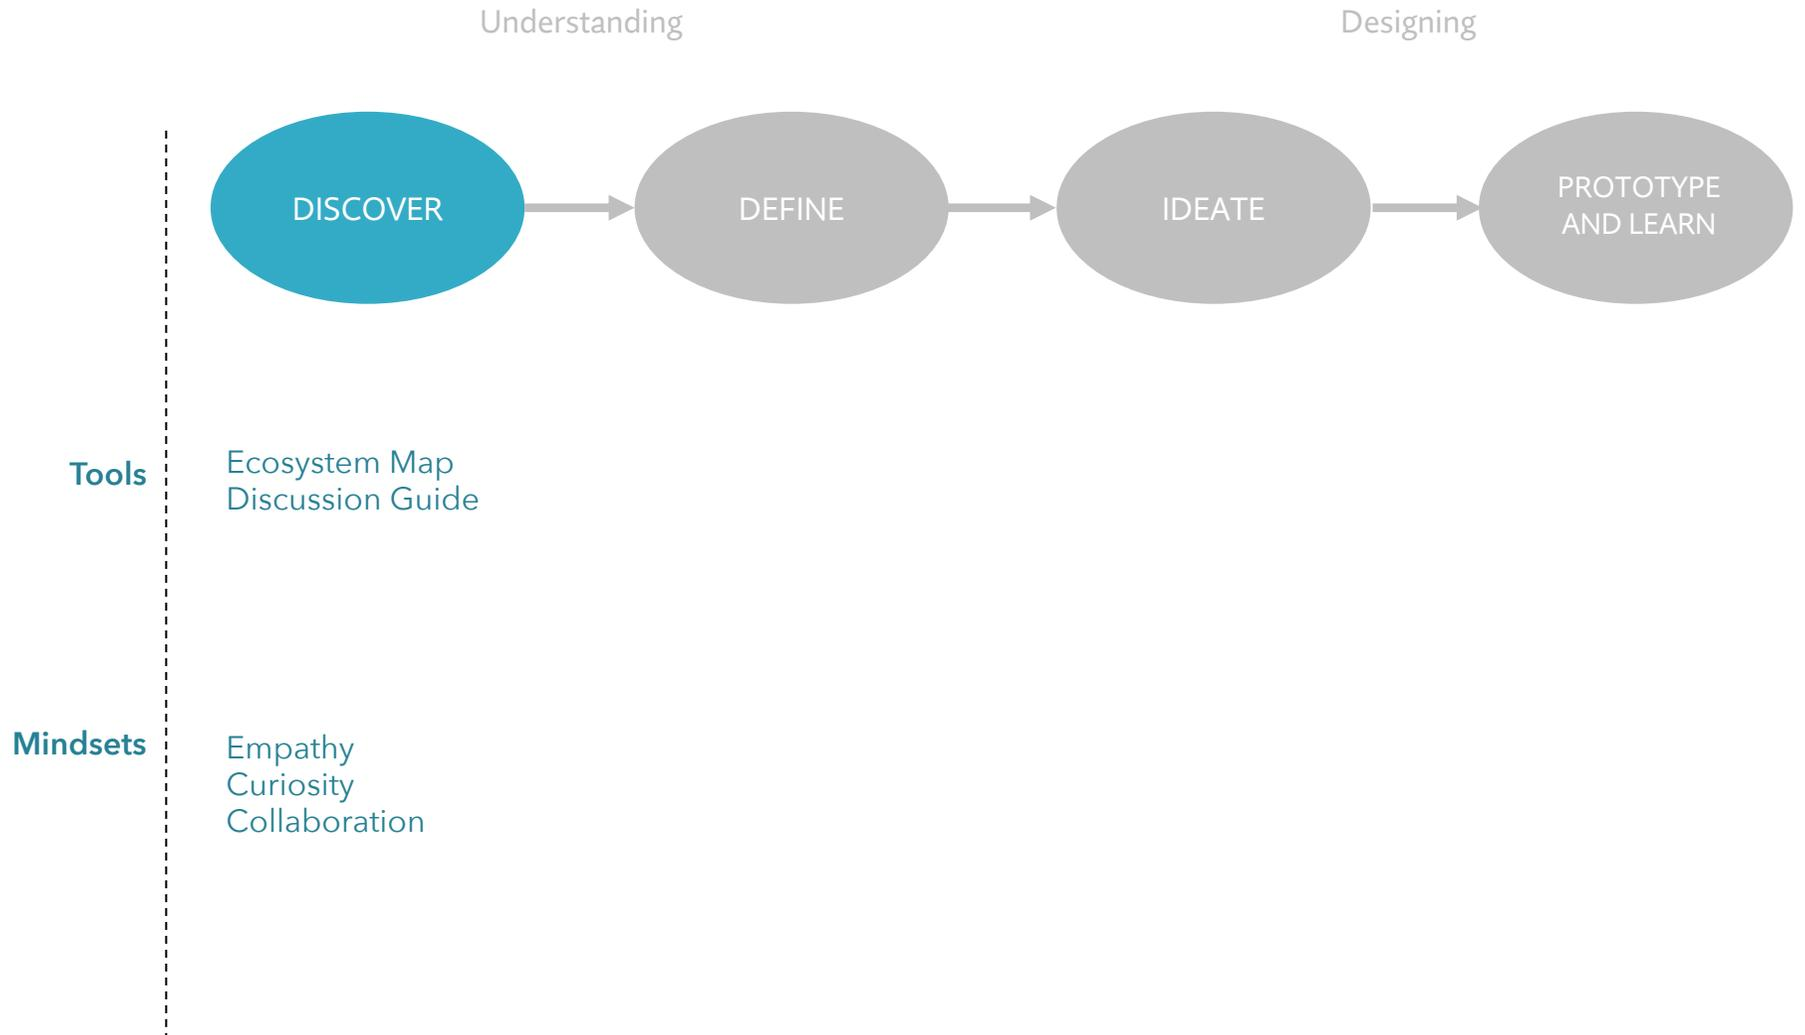 Understanding
Designing
DISCOVER
DEFINE
IDEATE
PROTOTYPE
AND LEARN
Tools
Ecosystem Map
Discussion Guide
Mindsets
Empathy
Curiosity
Collaboration